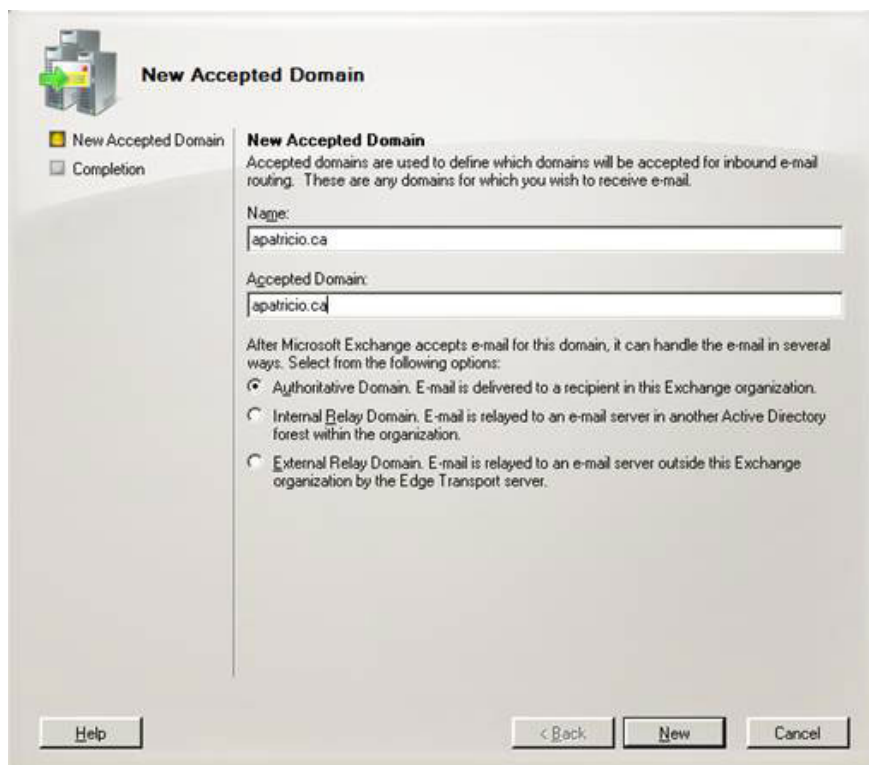 New Accepted Domain
New Accepted Domain
Completion
New Accepted Domain
Accepted domains are used to define which domains will be accepted for inbound e-mail
routing. These are any domains for which you wish to receive e-mail.
Name:
apatricio.ca
Accepted Domain:
apatricio.ca
After Microsoft Exchange accepts e-mail for this domain, it can handle the e-mail in several
ways. Select from the following options:
Authoritative Domain. E-mail is delivered to a recipient in this Exchange organization.
Internal Relay Domain. E-mail is relayed to an e-mail server in another Active Directory
forest within the organization.
External Relay Domain. E-mail is relayed to an e-mail server outside this Exchange
organization by the Edge Transport server.
Help
< Back
New
Cancel